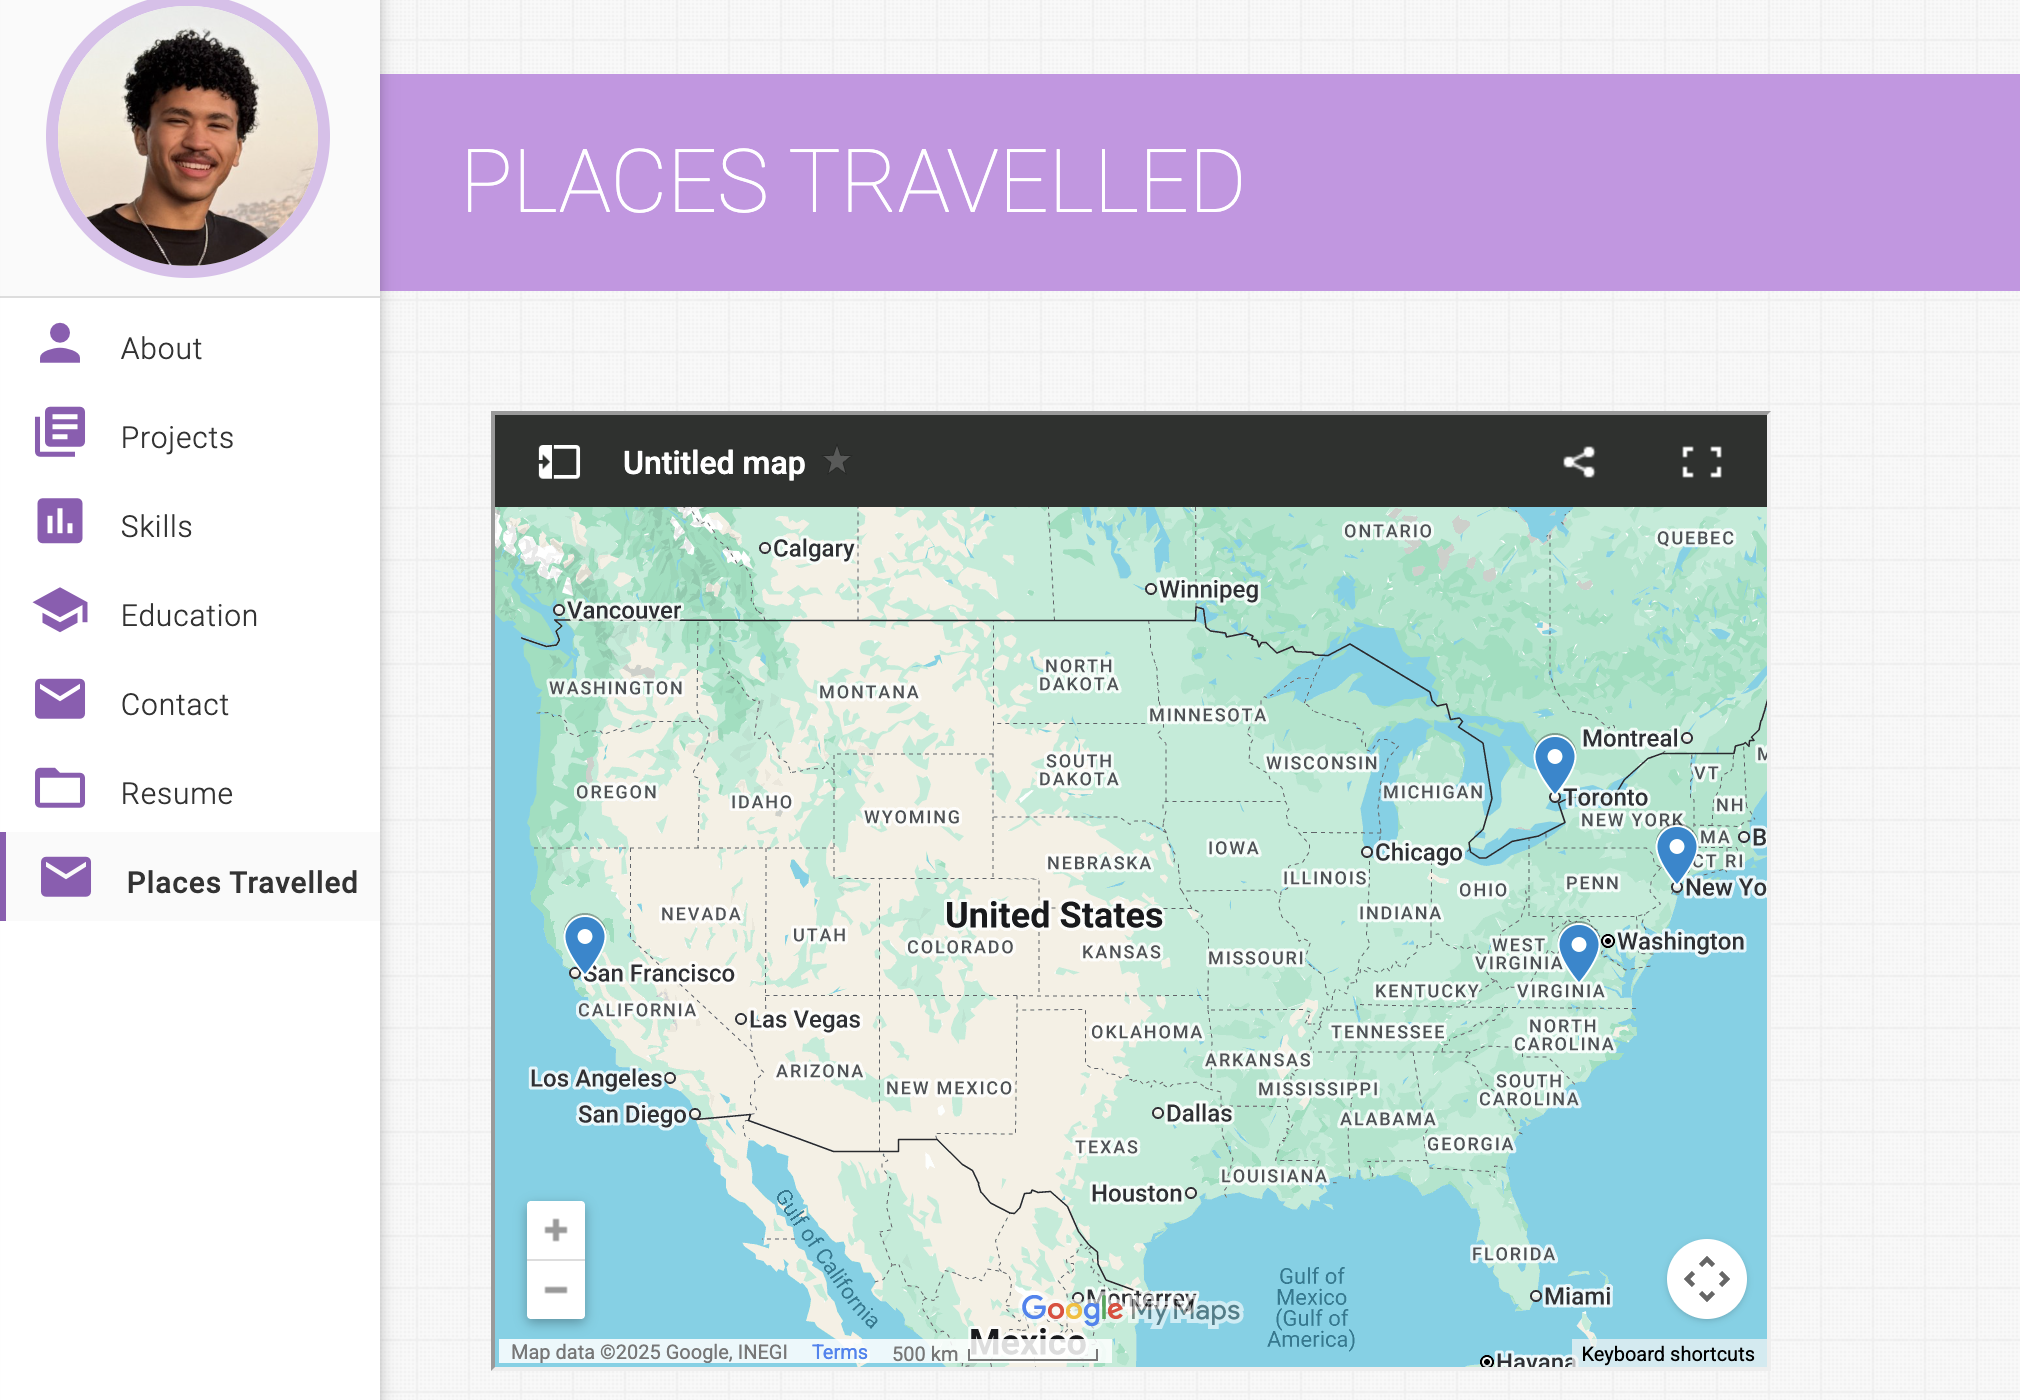 PLACES TRAVELLED
About
Projects
Skills
Education
Contact
Resume
Places Travelled
Untitled map
Calgary
ONTARIO
QUEBEC
Winnipeg
Vancouver
WASHINGTON
MONTANA
NORTH
DAKOTA
MINNESOTA
Montreal
VT
SOUTH
DAKOTA
WISCONSIN
MICHIGAN
OREGON
IDAHO
WYOMING
Toronto
NH
NEW YORK
MA
B
IOWA
Chicago
NEBRASKA
CT RI
ILLINOIS
OHIO
PENN
New Yo
NEVADA
United States
INDIANA
UTAH
COLORADO
KANSAS
MISSOURI
WEST
VIRGINIA
Washington
San Francisco
CALIFORNIA
KENTUCKY
VIRGINIA
Las Vegas
OKLAHOMA
TENNESSEE
NORTH
CAROLINA
ARKANSAS
Los Angeles
ARIZONA
NEW MEXICO
MISSISSIPPI
SOUTH
CAROLINA
San Diego
Dallas
ALABAMA
TEXAS
GEORGIA
LOUISIANA
Houston
Gulf of California
FLORIDA
Gulf of
Mexico
(Gulf of
America)
Miami
Monterrey
Google My Maps
Mexico
Havana
Map data ©2025 Google, INEGI
Terms
500 km
Keyboard shortcuts